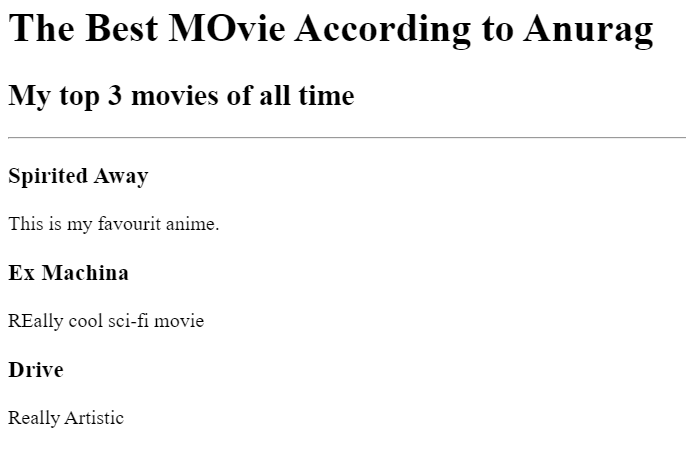 The Best MOvie According to Anurag
My top 3 movies of all time
Spirited Away
This is my favourit anime.
Ex Machina
REally cool sci-fi movie
Drive
Really Artistic